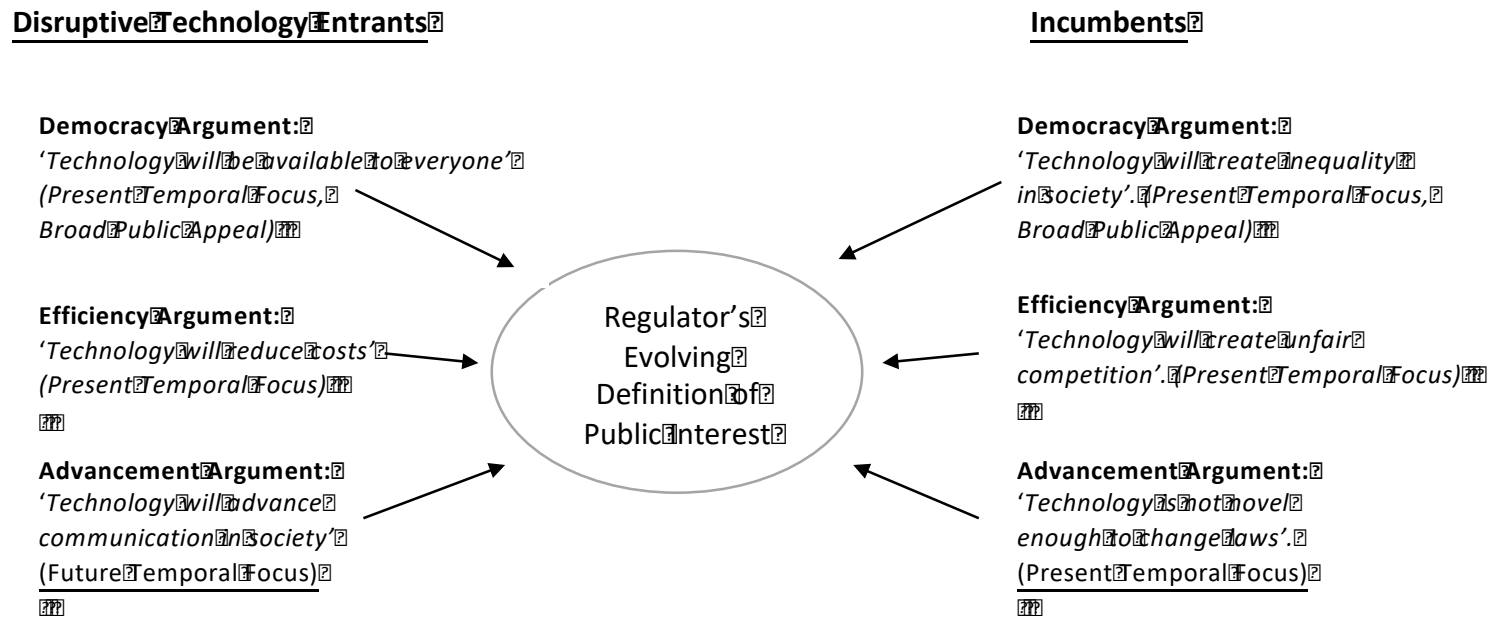 Disruptive Technology Entrants
Democracy Argument:
‘Technology will be available to everyone’
(Present Temporal Focus,
Broad Public Appeal)
Efficiency Argument:
‘Technology will reduce costs’
(Present Temporal Focus)
Advancement Argument:
‘Technology will advance
communication in society’
(Future Temporal Focus)
Regulator’s
Evolving
Definition of
Public Interest
Incumbents
Democracy Argument:
‘Technology will create inequality
in society’. (Present Temporal Focus,
Broad Public Appeal)
Efficiency Argument:
‘Technology will create unfair
competition’. (Present Temporal Focus)
Advancement Argument:
‘Technology is not novel
enough to change laws’.
(Present Temporal Focus)